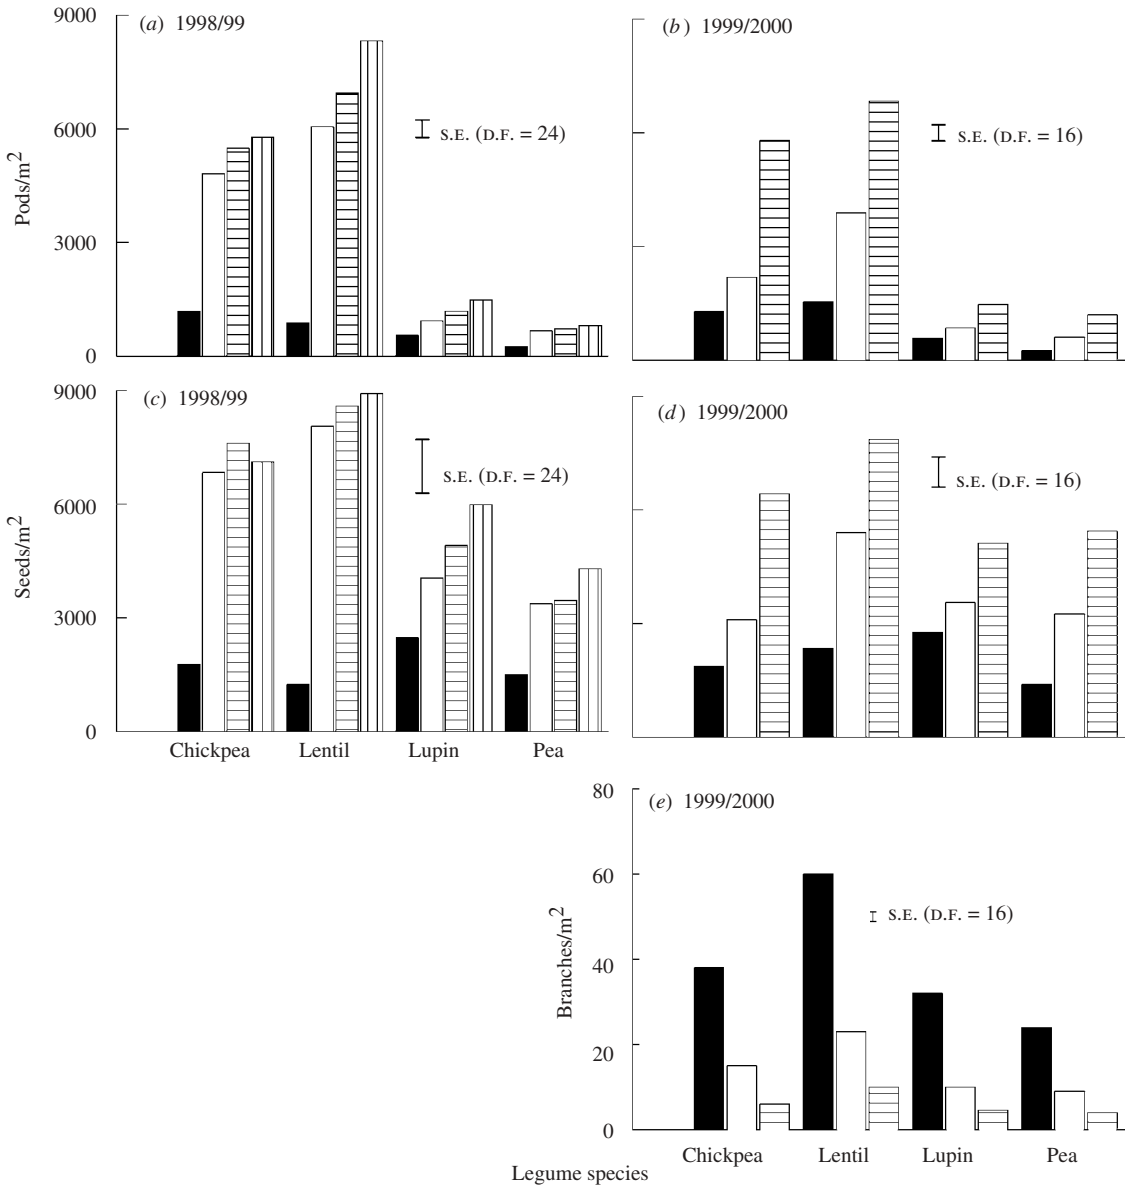 (a) 1998/99
9000
6000
3000
0
Pods/m2
S.E. (D.F. = 24)
(b) 1999/2000
S.E. (D.F. = 16)
(c) 1998/99
9000
6000
3000
0
Seeds/m2
S.E. (D.F. = 24)
Chickpea Lentil Lupin Pea
(d) 1999/2000
S.E. (D.F. = 16)
(e) 1999/2000
80
60
40
20
0
Branches/m2
S.E. (D.F. = 16)
Chickpea Lentil Lupin Pea
Legume species